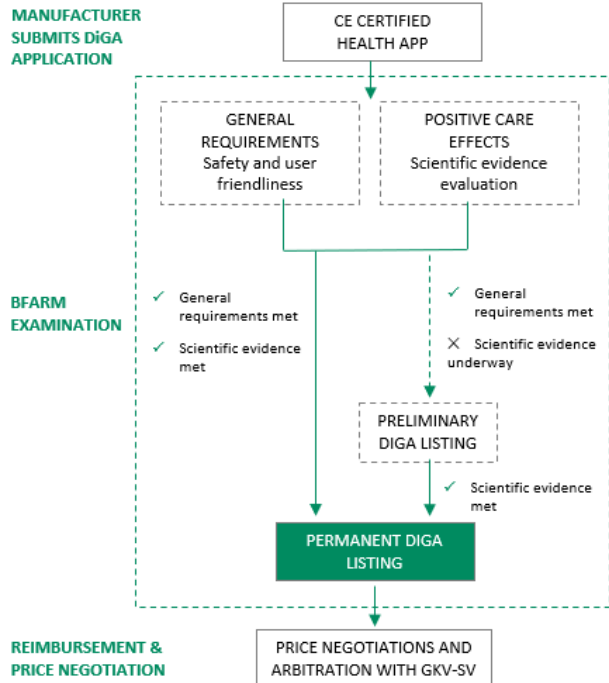 MANUFACTURER
SUBMITS DiGA
APPLICATION
CE CERTIFIED
HEALTH APP
GENERAL
REQUIREMENTS
Safety and user
friendliness
POSITIVE CARE
EFFECTS
Scientific evidence
evaluation
BFARM
EXAMINATION
✓ General
requirements met
✓ Scientific evidence
met
✓ General
requirements met
✕ Scientific evidence
underway
PRELIMINARY
DIGA LISTING
✓ Scientific evidence
met
PERMANENT DIGA
LISTING
REIMBURSEMENT &
PRICE NEGOTIATION
PRICE NEGOTIATIONS AND
ARBITRATION WITH GKV-SV